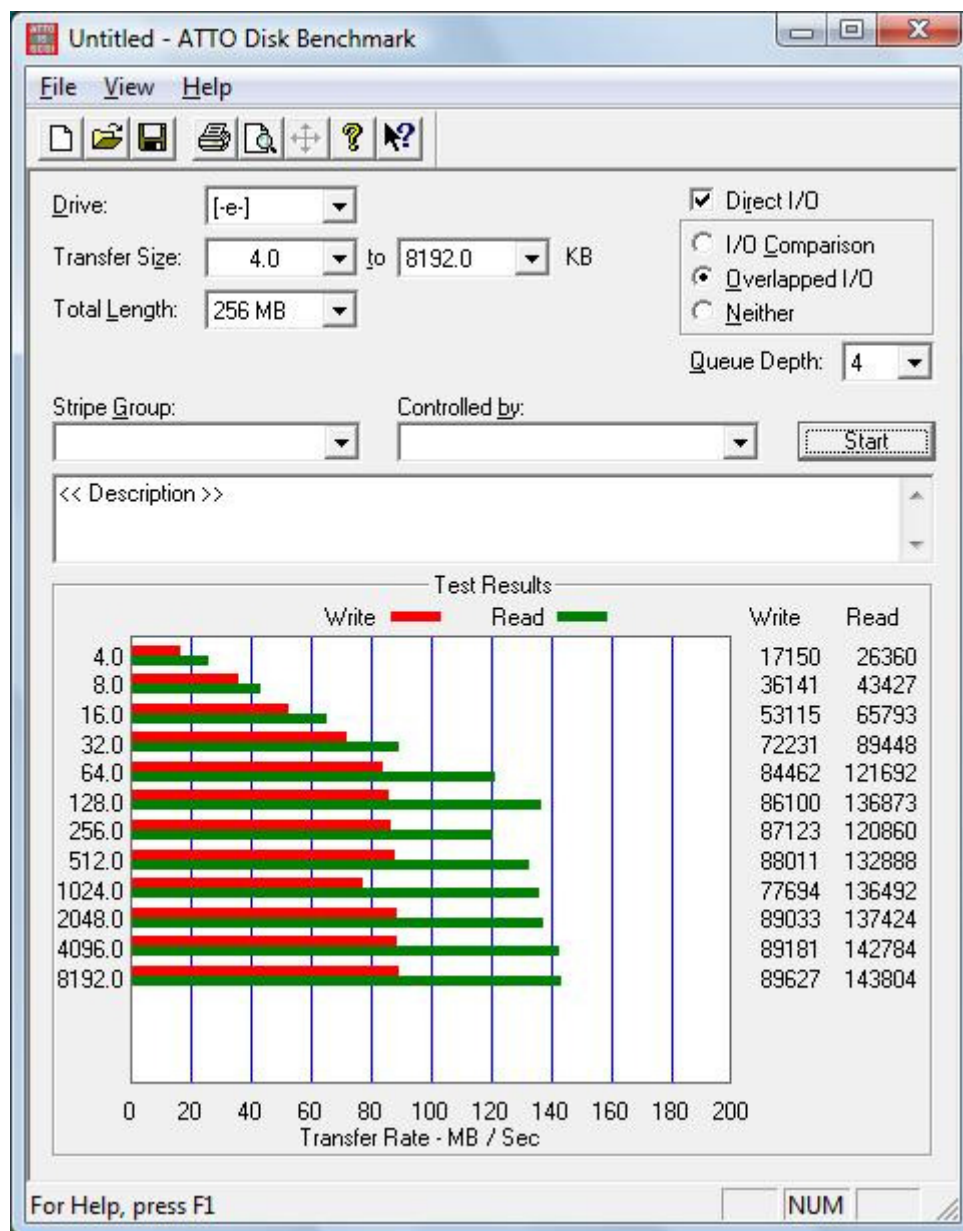 Untitled - ATTO Disk Benchmark
File View Help
Drive: [-e-] Direct I/O
Transfer Size: 4.0 to 8192.0 KB I/O Comparison
Overlapped I/O
Total Length: 256 MB Neither
Queue Depth: 4
Stripe Group: Controlled by:
Start
<< Description >>
Test Results
Write Read Write Read
4.0 17150 26360
8.0 36141 43427
16.0 53115 65793
32.0 72231 89448
64.0 84462 121692
128.0 86100 136873
256.0 87123 120860
512.0 88011 132888
1024.0 77694 136492
2048.0 89033 137424
4096.0 89181 142784
8192.0 89627 143804
0 20 40 60 80 100 120 140 160 180 200
Transfer Rate - MB / Sec
For Help, press F1 NUM